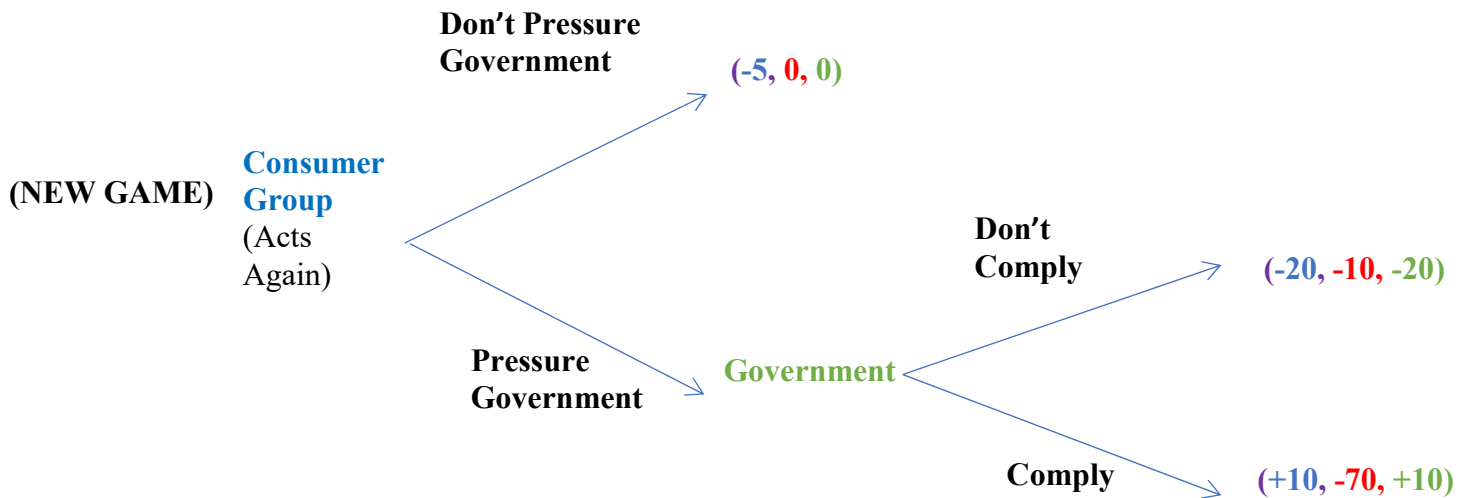 Don't Pressure
Government
(-5, 0, 0)
(NEW GAME)
Consumer
Group
(Acts
Again)
Don't
Comply
(-20, -10, -20)
Pressure
Government
Government
Comply
(+10, -70, +10)